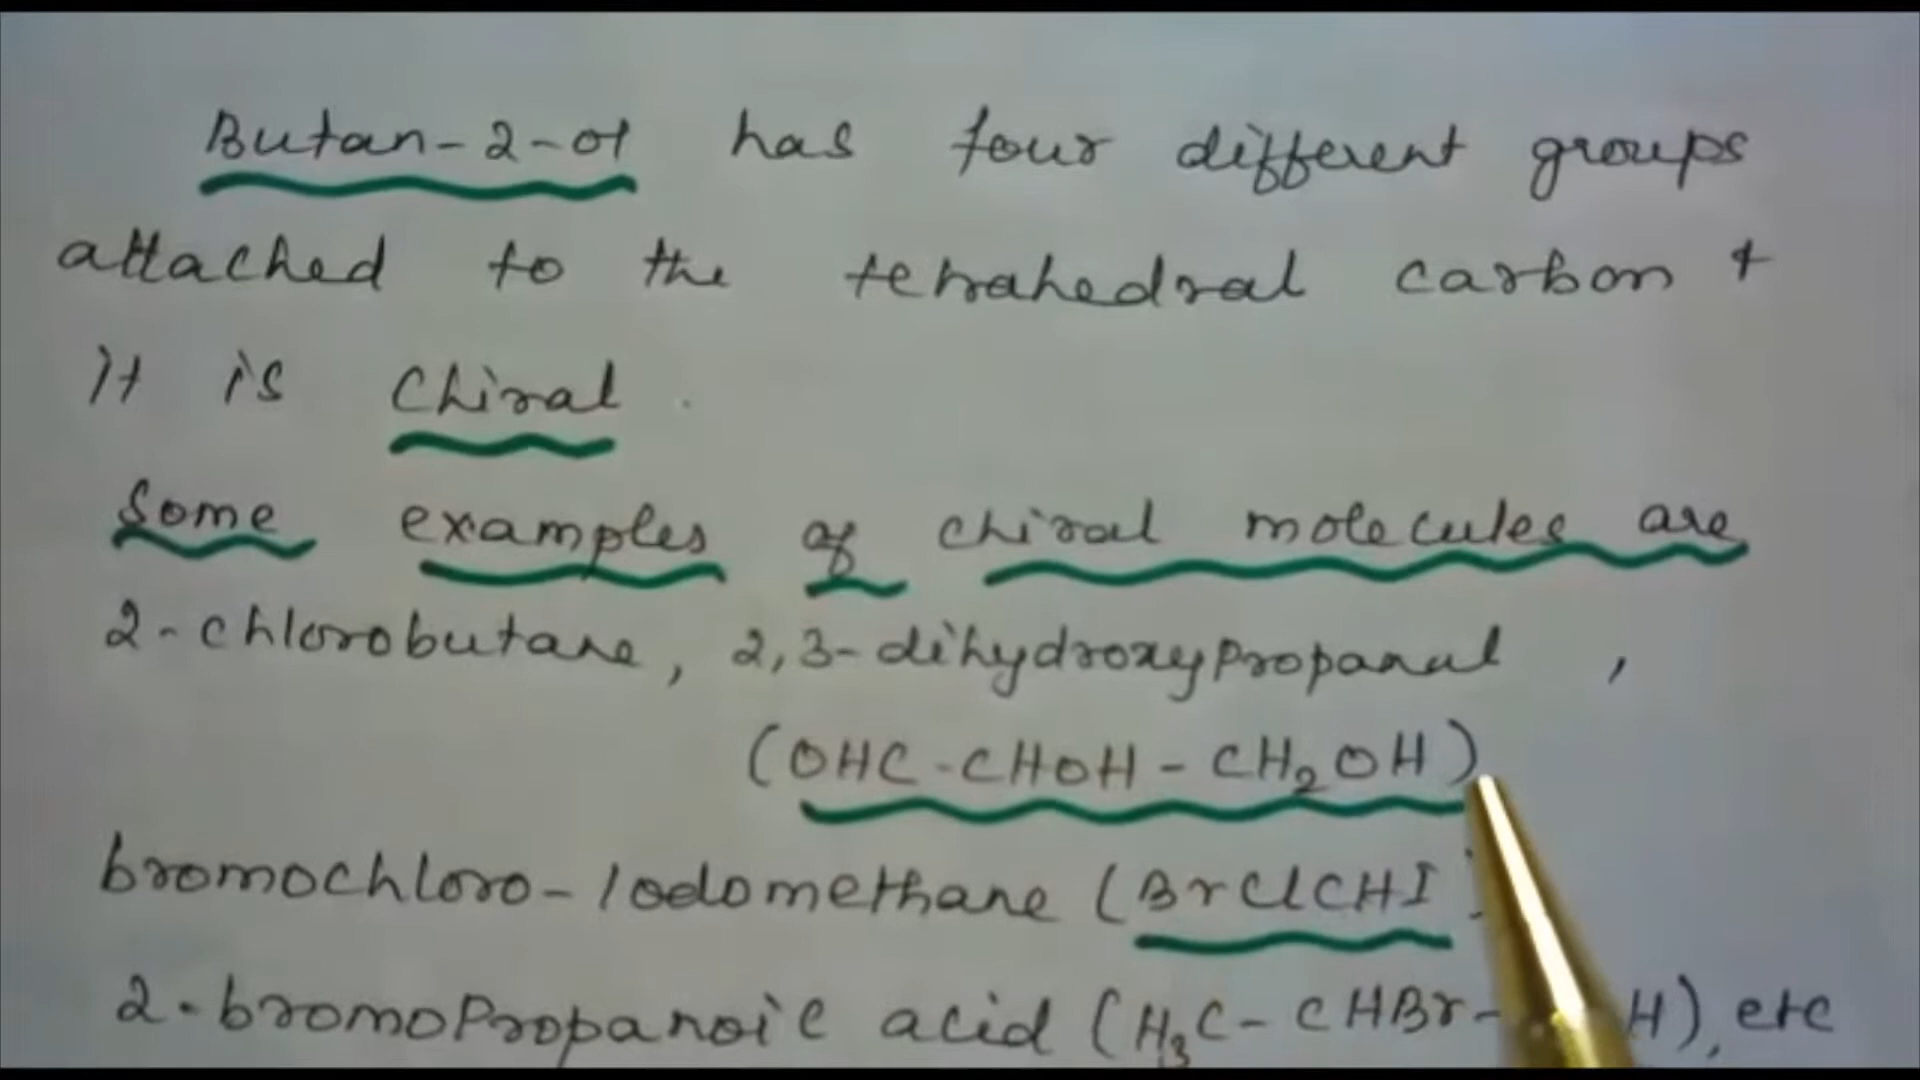 Butan-2-ol has four different groups
attached to the tetrahedral carbon +
it is Chiral.
Some examples of chiral molecules are
2-chlorobutane, 2,3-dihydroxypropanal,
(OHC-CHOH-CH₂OH)
bromochloro-Iodomethane (BrClCHI
2-bromopropanoic acid (H₃C-CHBr- H), etc